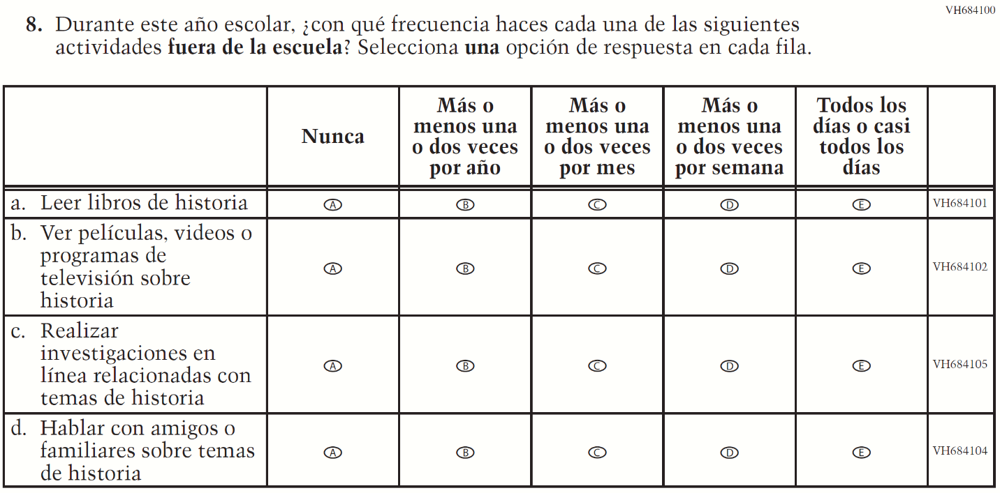 VH684100
8. Durante este año escolar, ¿con qué frecuencia haces cada una de las siguientes
actividades fuera de la escuela? Selecciona una opción de respuesta en cada fila.
Nunca
Más o
menos una
o dos veces
por año
Más o
menos una
o dos veces
por mes
Más o
menos una
o dos veces
por semana
Todos los
días o casi
todos los
días
a. Leer libros de historia
A B C D E VH684101
b. Ver películas, videos o
programas de
televisión sobre
historia
A B C D E VH684102
c. Realizar
investigaciones en
línea relacionadas con
temas de historia
A B C D E VH684105
d. Hablar con amigos o
familiares sobre temas
de historia
A B C D E VH684104